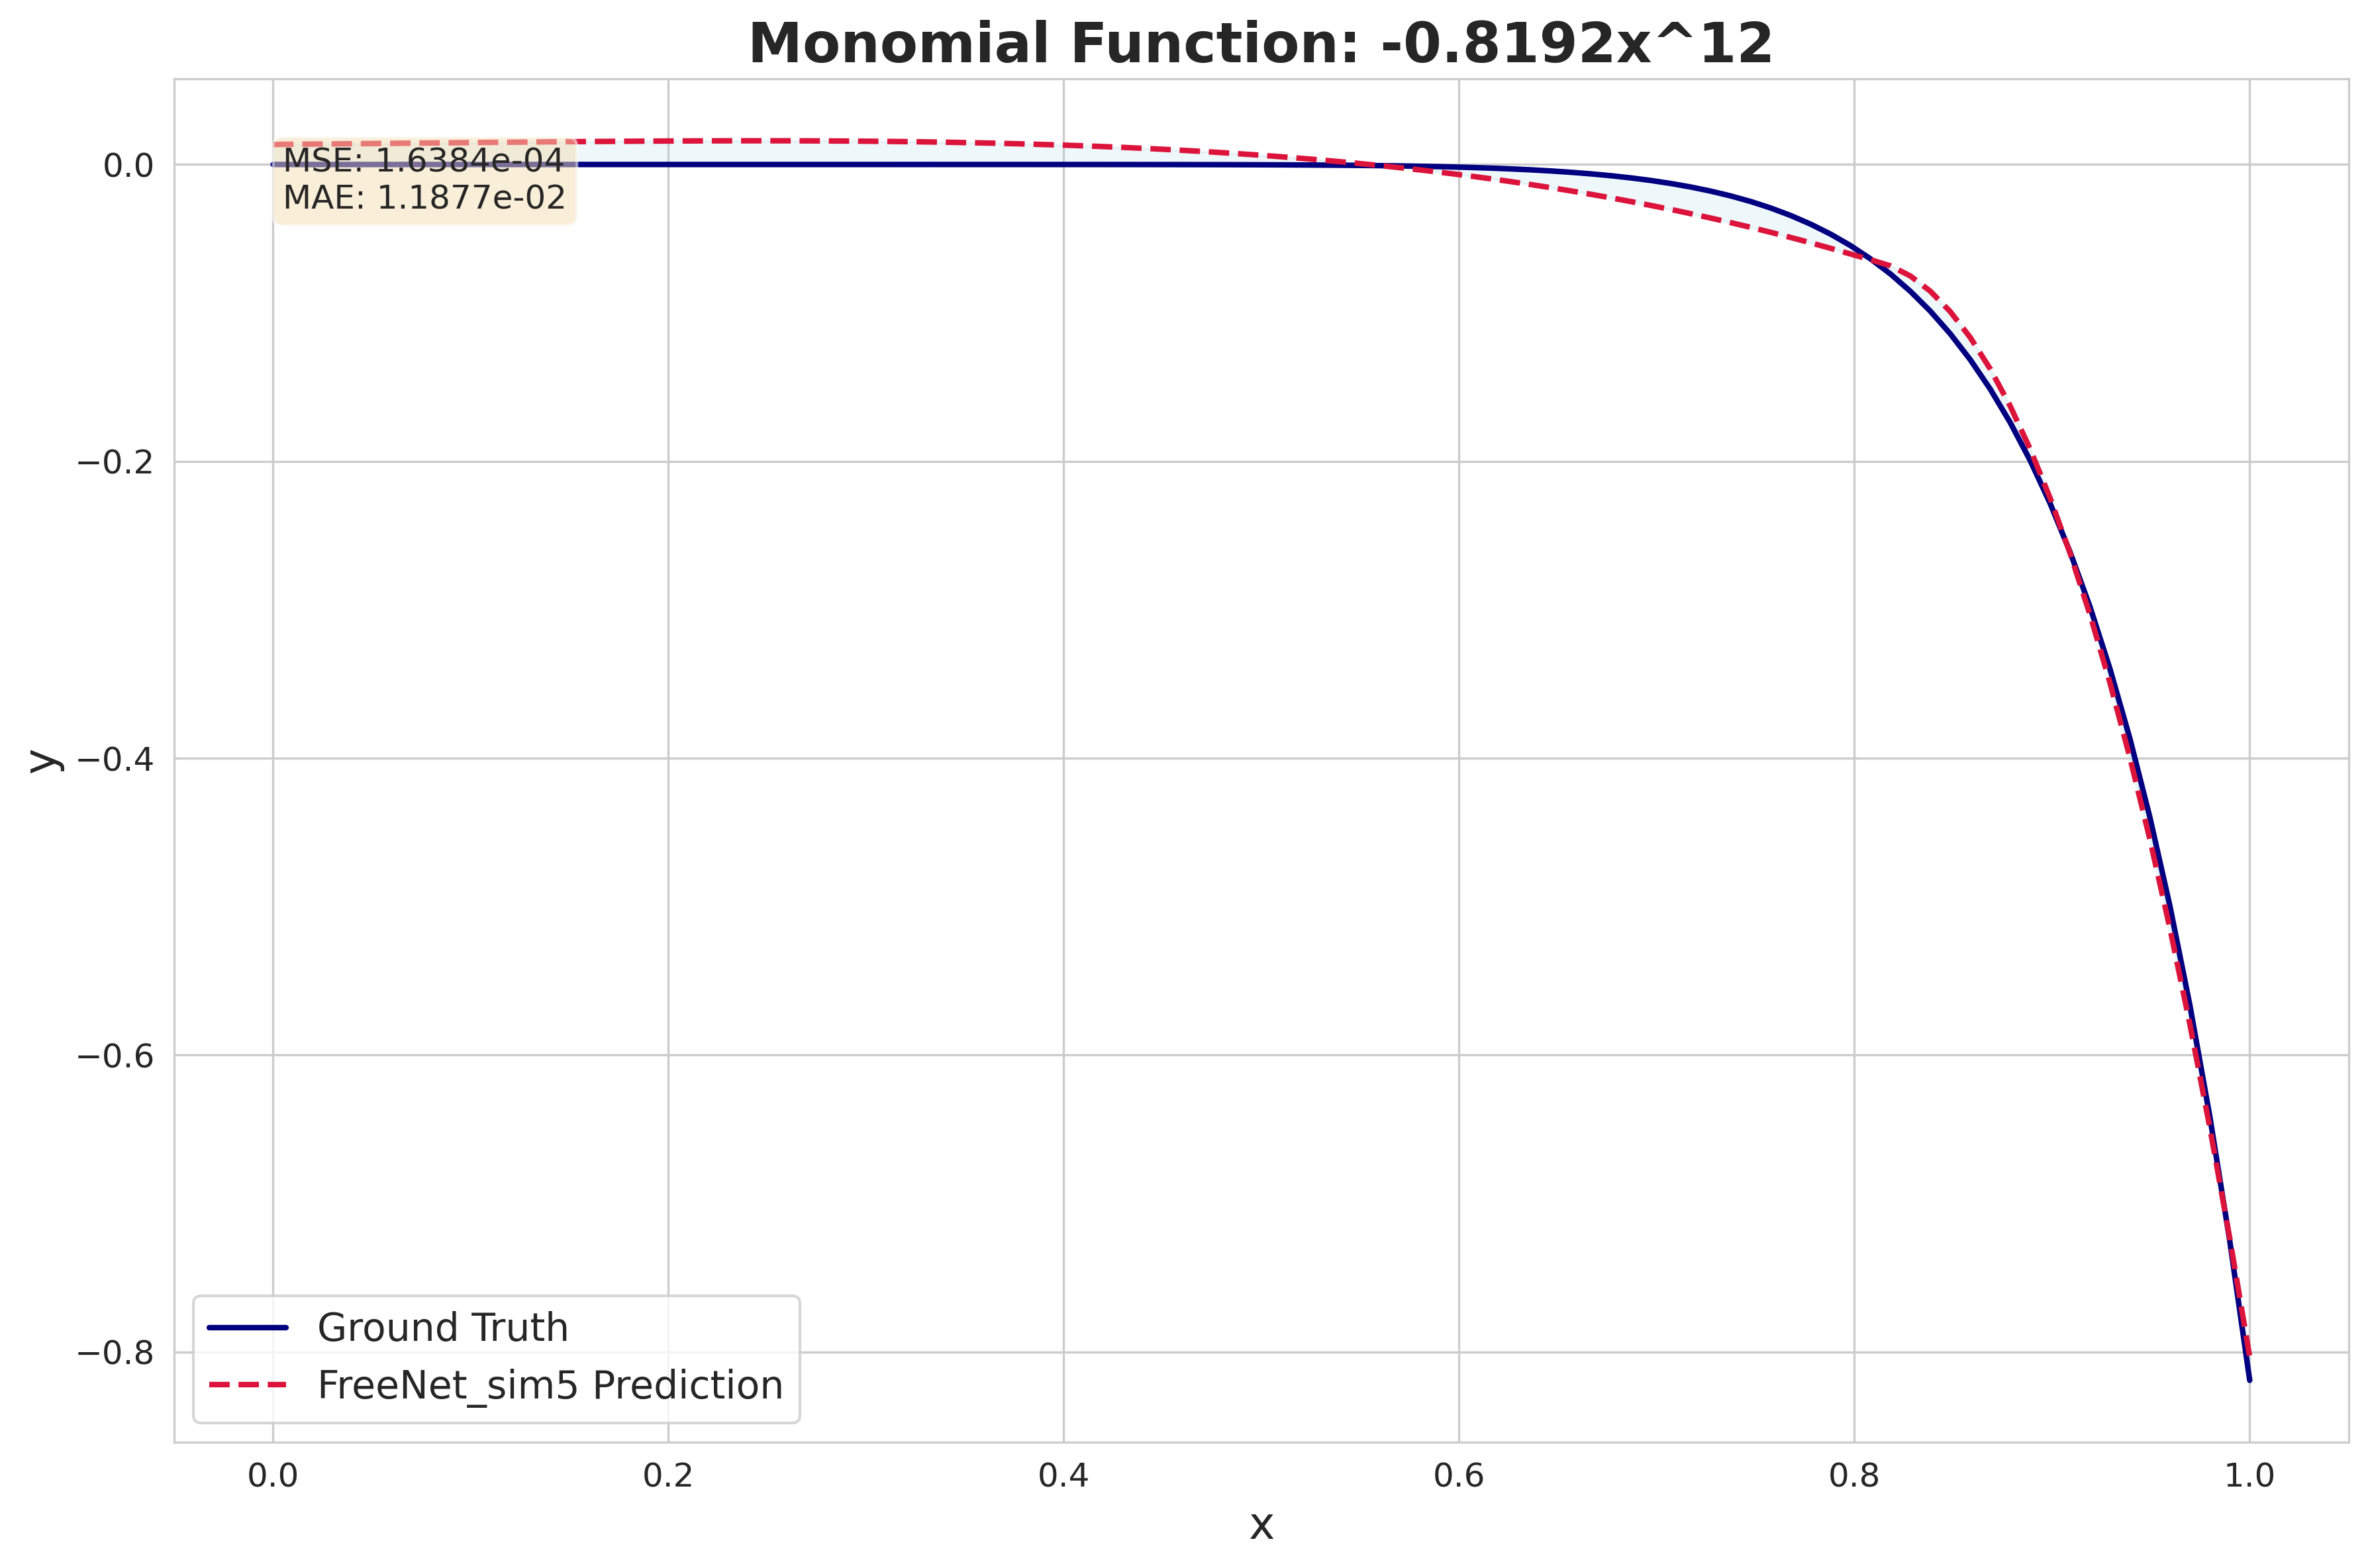 Monomial Function: -0.8192x^12
MSE: 1.6384e-04
MAE: 1.1877e-02
0.0
−0.2
−0.4
−0.6
−0.8
y
Ground Truth
FreeNet_sim5 Prediction
0.0 0.2 0.4 0.6 0.8 1.0
x